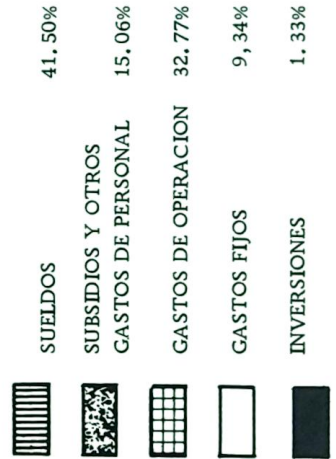 SUELDOS 41.50%
SUBSIDIOS Y OTROS
GASTOS DE PERSONAL 15.06%
GASTOS DE OPERACION 32.77%
GASTOS FIJOS 9,34%
INVERSIONES 1.33%